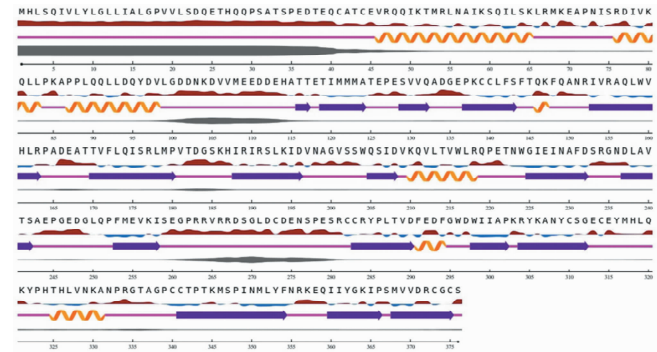 MHLSQIVLYLGLLIALGPVVLSDQETHQQPSATSPEDTEQCATCEVRQQIKTMRLNAIKSQILSKLRMKEAPNISRDIVK
1 5 10 15 20 25 30 35 40 45 50 55 60 65 70 75 80
QLLPKAPPLQQLLDQYDVLGDDNKDVVMEEDDEHATTETIMMMATEPESVVQADGEPKCCLFSFTQKFQANRIVRAQLWV
85 90 95 100 105 110 115 120 125 130 135 140 145 150 155 160
HLRPADEATTVFLQISRLMPVTDGSKHIRIRSLKIDVNAGVSSWQSIDVKQVLTVWLRQPETNWGIEINAFDSRGNDLAV
165 170 175 180 185 190 195 200 205 210 215 220 225 230 235 240
TSAEPGEDGLQPFMEVKISEGPRRVRRDSGLDCDENSPESRCCRYPLTVDFEDFGWDWIIAPKRYKANYCSGECEYMHLQ
245 250 255 260 265 270 275 280 285 290 295 300 305 310 315 320
KYPHTHLVNKANPRGTAGPCCTPTKMSPINMLYFNRKEQIIYGKIPSMVVDRCGCS
325 330 335 340 345 350 355 360 365 370 375